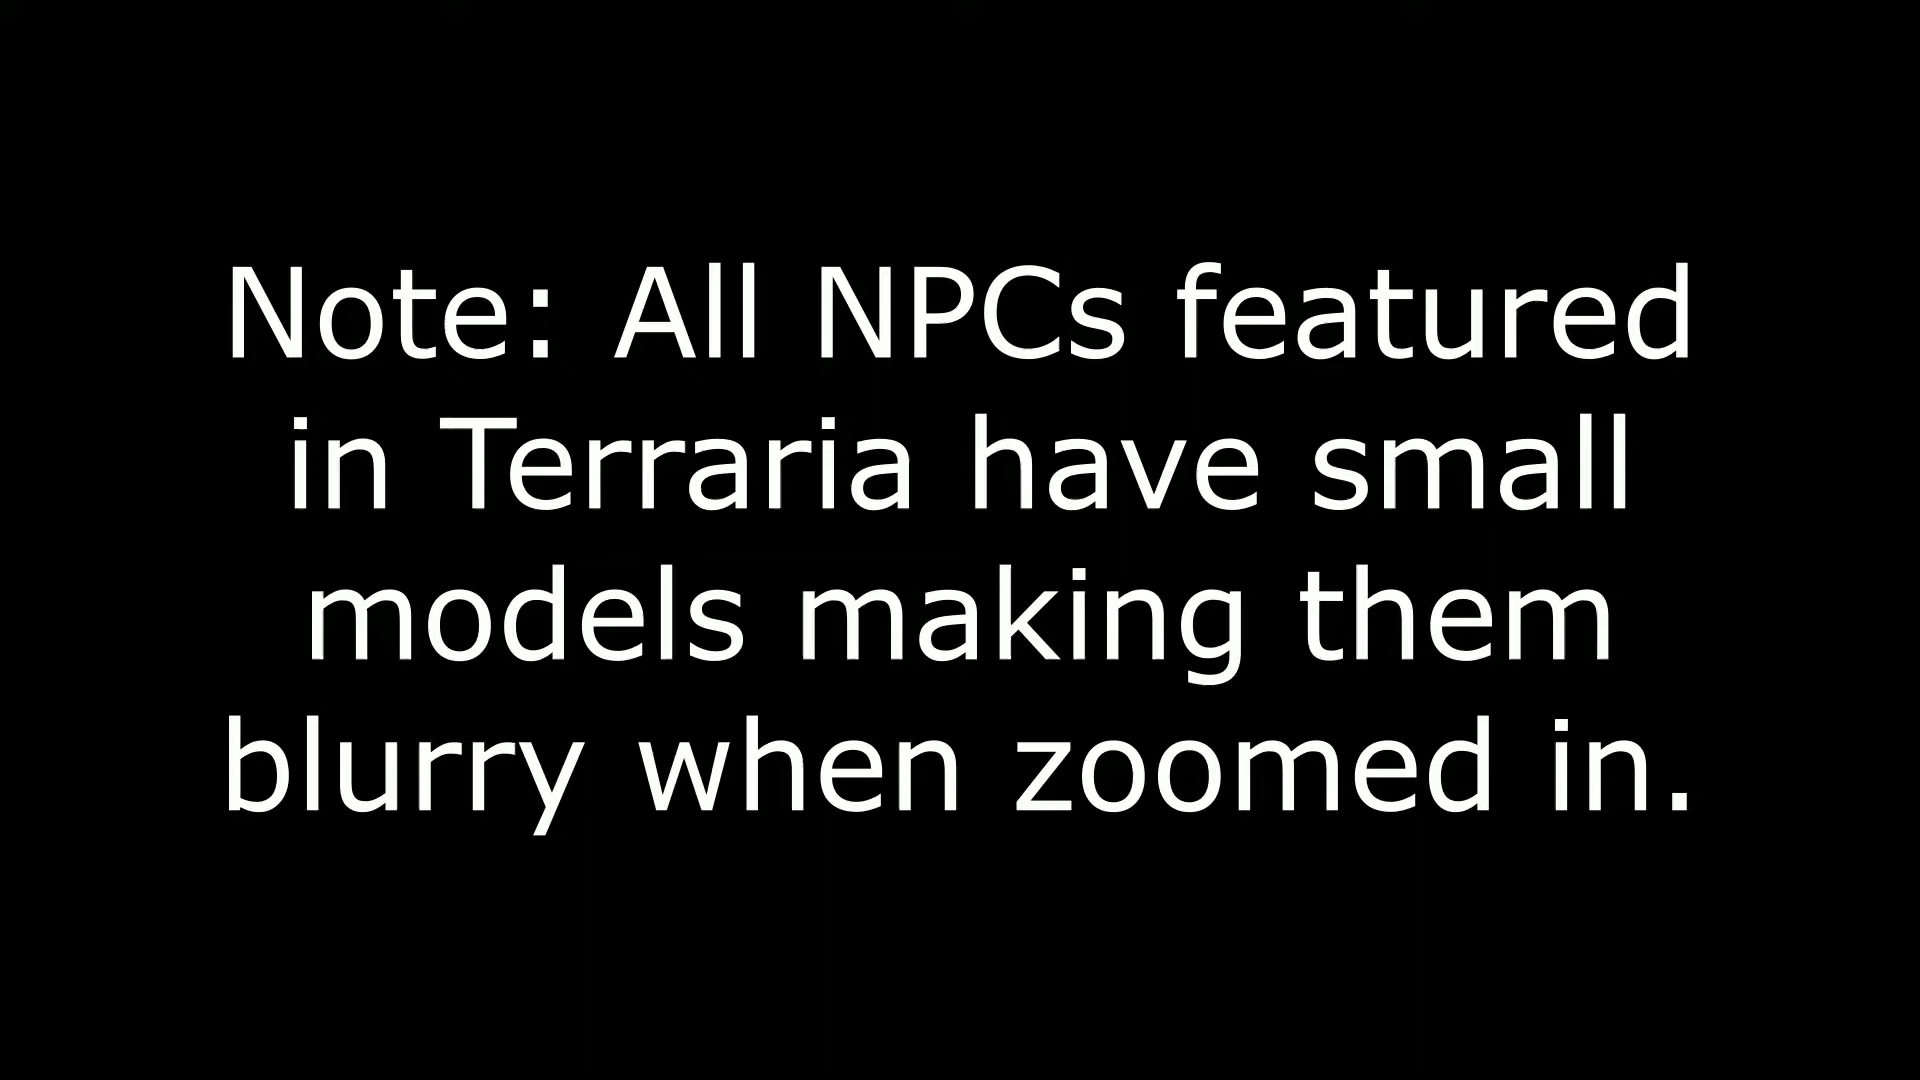 Note: All NPCs featured
in Terraria have small
models making them
blurry when zoomed in.